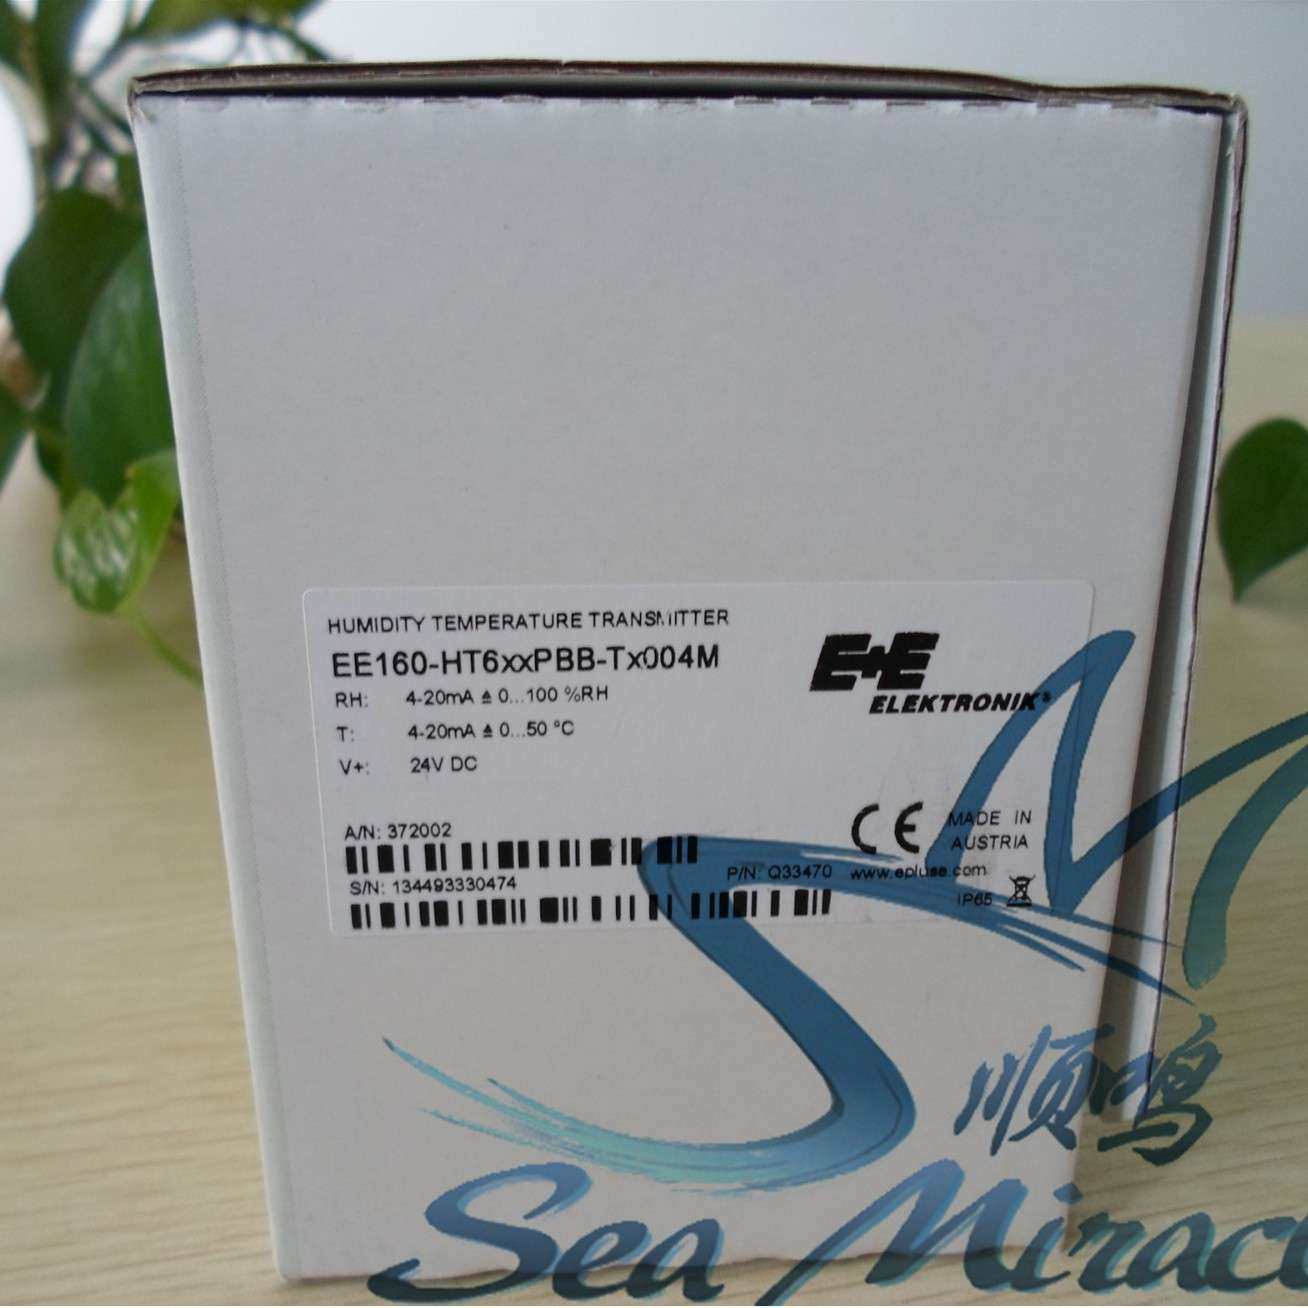 HUMIDITY TEMPERATURE TRANSMITTER
EE160-HT6xxPBB-Tx004M
RH: 4-20mA ≙ 0...100 %RH
T: 4-20mA ≙ 0...50 °C
V+: 24V DC
E+E
ELEKTRONIK®
A/N: 372002
CE MADE IN
AUSTRIA
S/N: 134493330474
P/N: Q33470 www.epluse.com
IP65
顺鸣
Sea Mirac